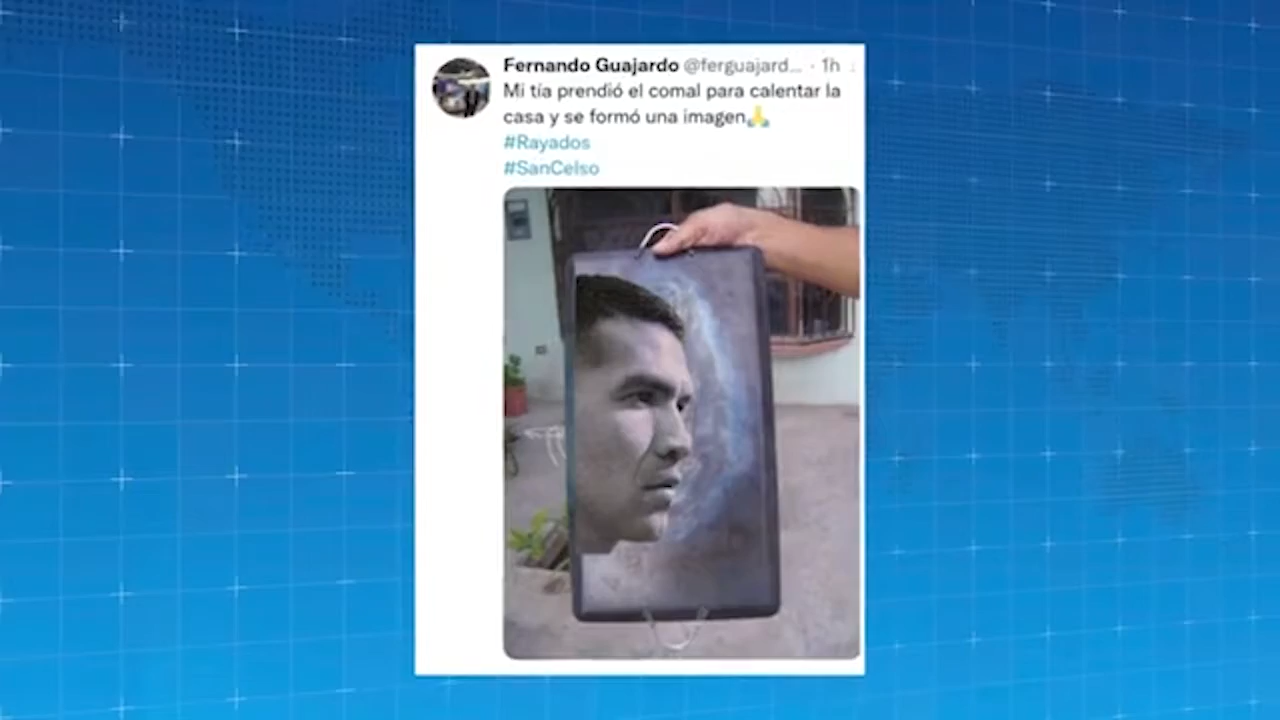 Fernando Guajardo @ferguajard... · 1h
Mi tía prendió el comal para calentar la
casa y se formó una imagen🙏
#Rayados
#SanCelso